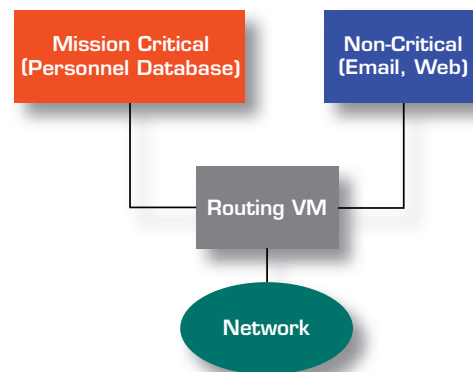 Mission Critical
(Personnel Database)
Non-Critical
(Email, Web)
Routing VM
Network